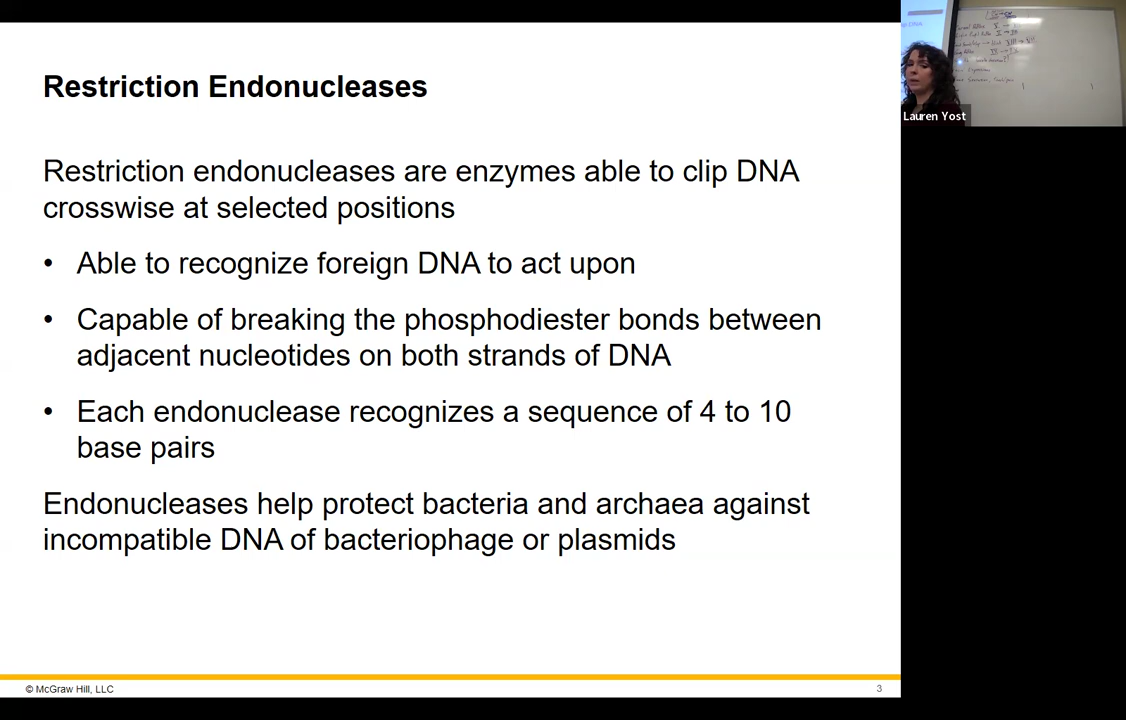 Restriction Endonucleases
Restriction endonucleases are enzymes able to clip DNA
crosswise at selected positions
• Able to recognize foreign DNA to act upon
• Capable of breaking the phosphodiester bonds between
adjacent nucleotides on both strands of DNA
• Each endonuclease recognizes a sequence of 4 to 10
base pairs
Endonucleases help protect bacteria and archaea against
incompatible DNA of bacteriophage or plasmids
© McGraw Hill, LLC
3
Lauren Yost